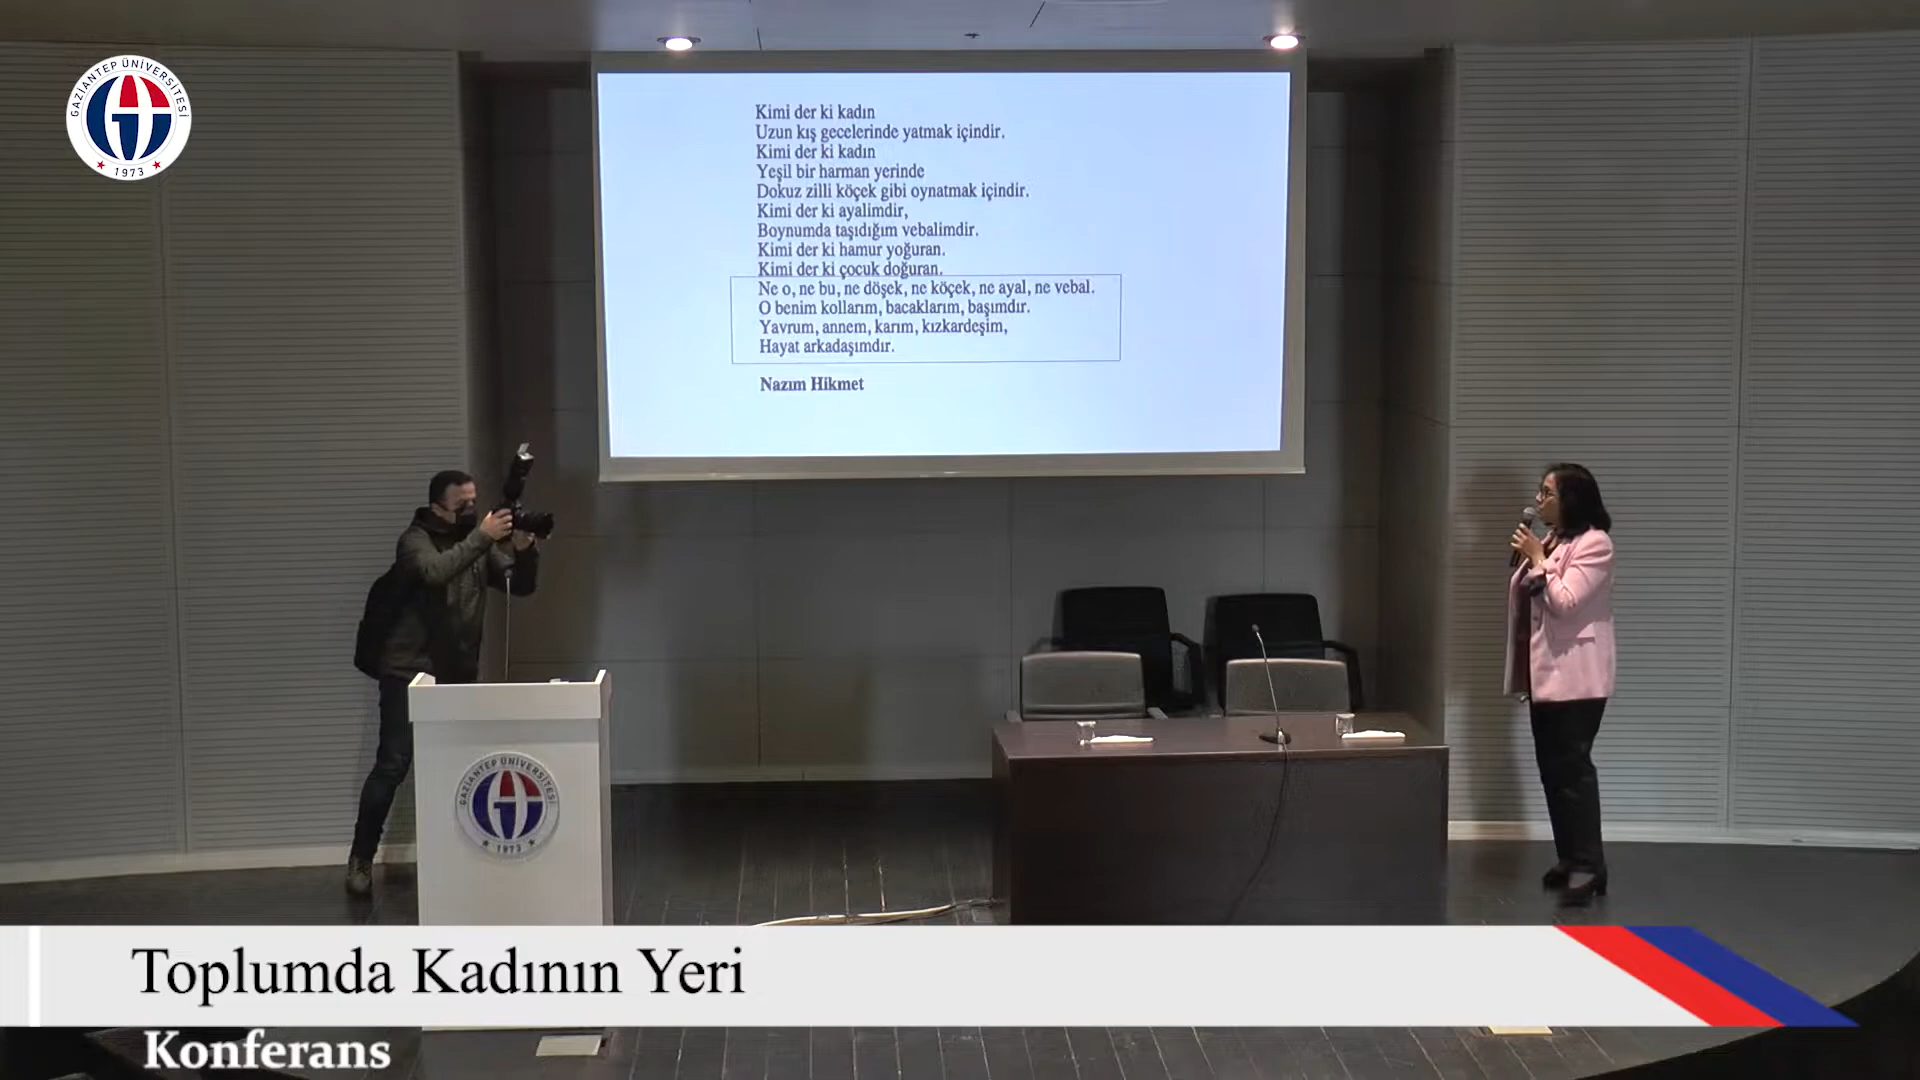 GAZİANTEP ÜNİVERSİTESİ
1973
Kimi der ki kadın
Uzun kış gecelerinde yatmak içindir.
Kimi der ki kadın
Yeşil bir harman yerinde
Dokuz zilli köçek gibi oynatmak içindir.
Kimi der ki ayalimdir,
Boynumda taşıdığım vebalimdir.
Kimi der ki hamur yoğuran.
Kimi der ki çocuk doğuran.
Ne o, ne bu, ne döşek, ne köçek, ne ayal, ne vebal.
O benim kollarım, bacaklarım, başımdır.
Yavrum, annem, karım, kızkardeşim,
Hayat arkadaşımdır.
Nazım Hikmet
GAZİANTEP ÜNİVERSİTESİ
1973
Toplumda Kadının Yeri
Konferans